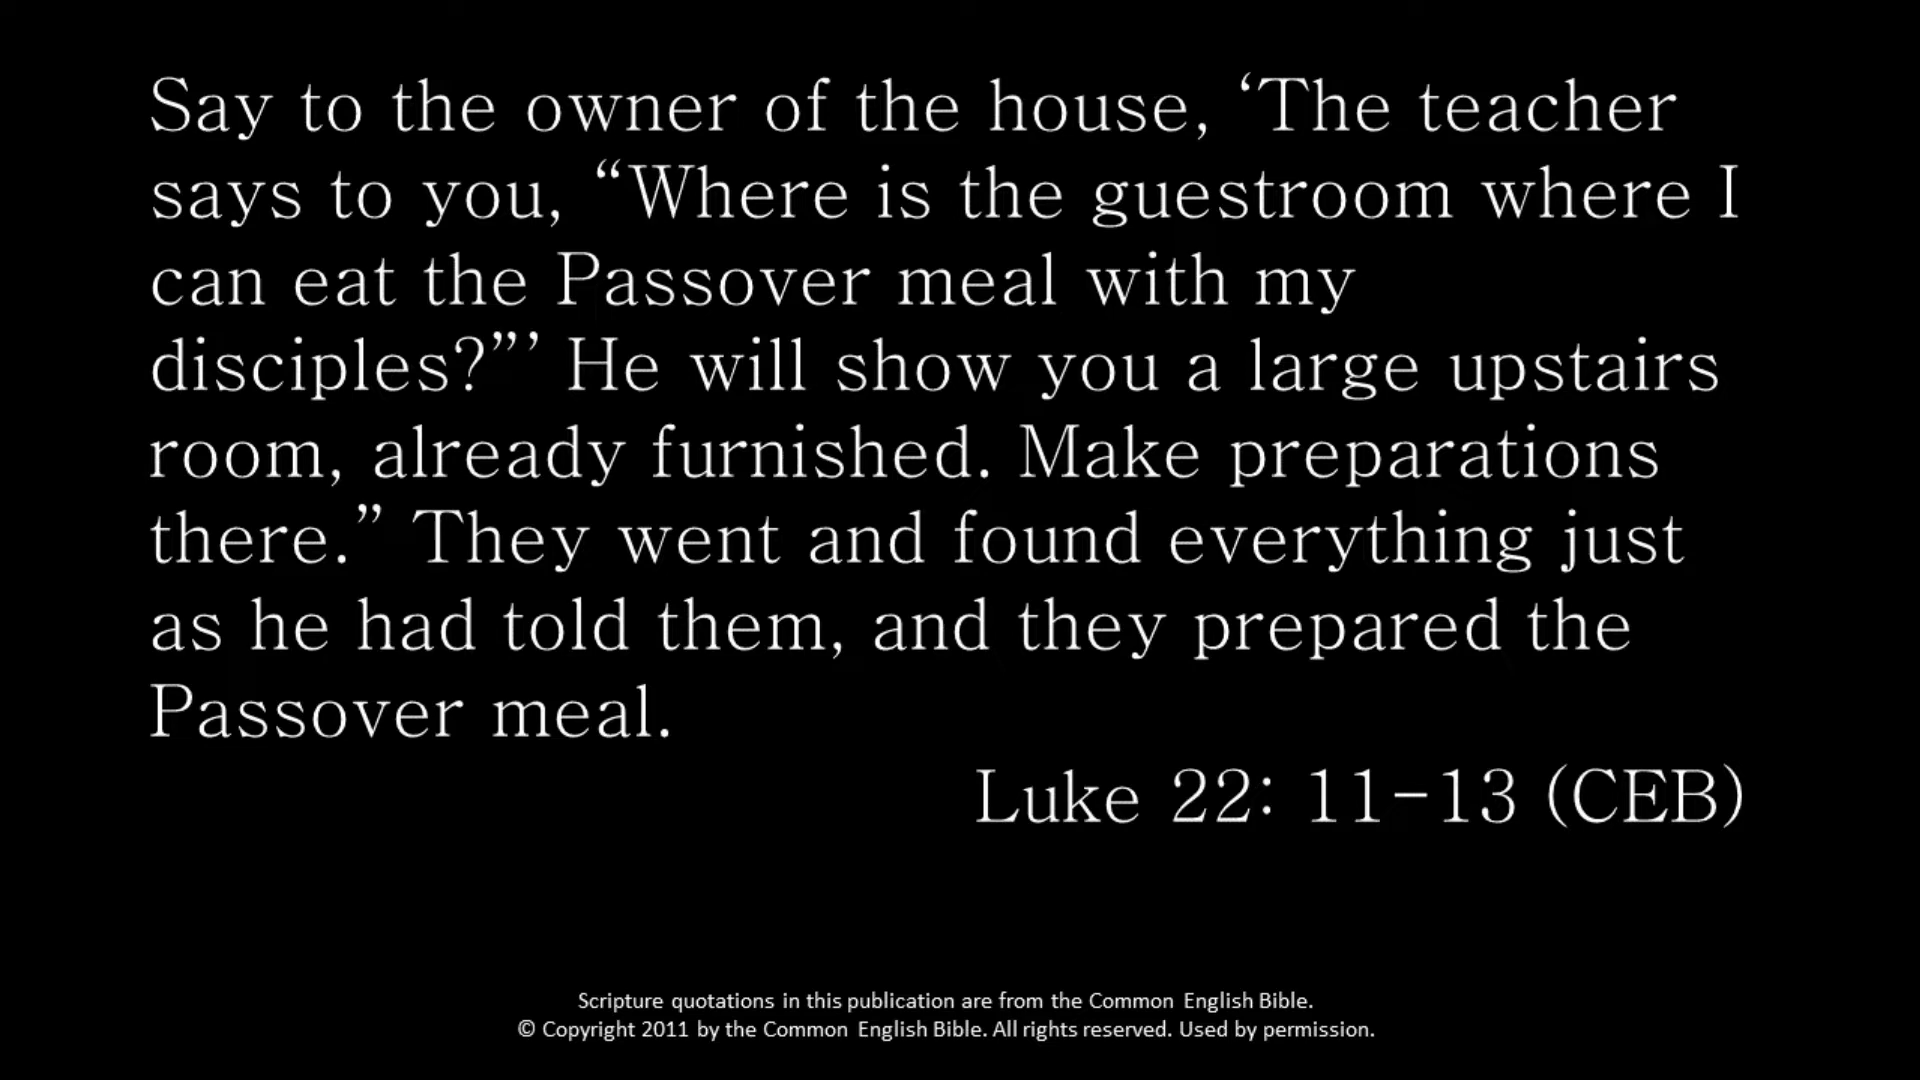 Say to the owner of the house, ‘The teacher
says to you, “Where is the guestroom where I
can eat the Passover meal with my
disciples?”’ He will show you a large upstairs
room, already furnished. Make preparations
there.” They went and found everything just
as he had told them, and they prepared the
Passover meal.
Luke 22: 11-13 (CEB)
Scripture quotations in this publication are from the Common English Bible.
© Copyright 2011 by the Common English Bible. All rights reserved. Used by permission.